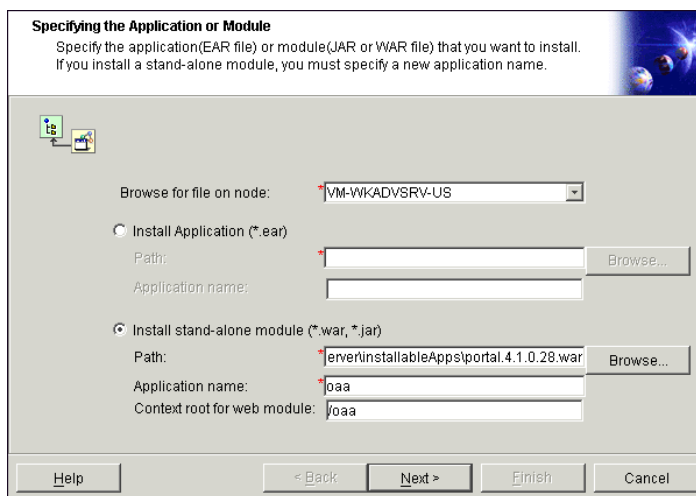 Specifying the Application or Module
Specify the application(EAR file) or module(JAR or WAR file) that you want to install.
If you install a stand-alone module, you must specify a new application name.
Browse for file on node: *VM-WKADVSRV-US
Install Application (*.ear)
Path: * Browse...
Application name:
Install stand-alone module (*.war, *.jar)
Path: *erver\installableApps\portal.4.1.0.28.war Browse...
Application name: *oaa
Context root for web module: /oaa
Help < Back Next > Finish Cancel